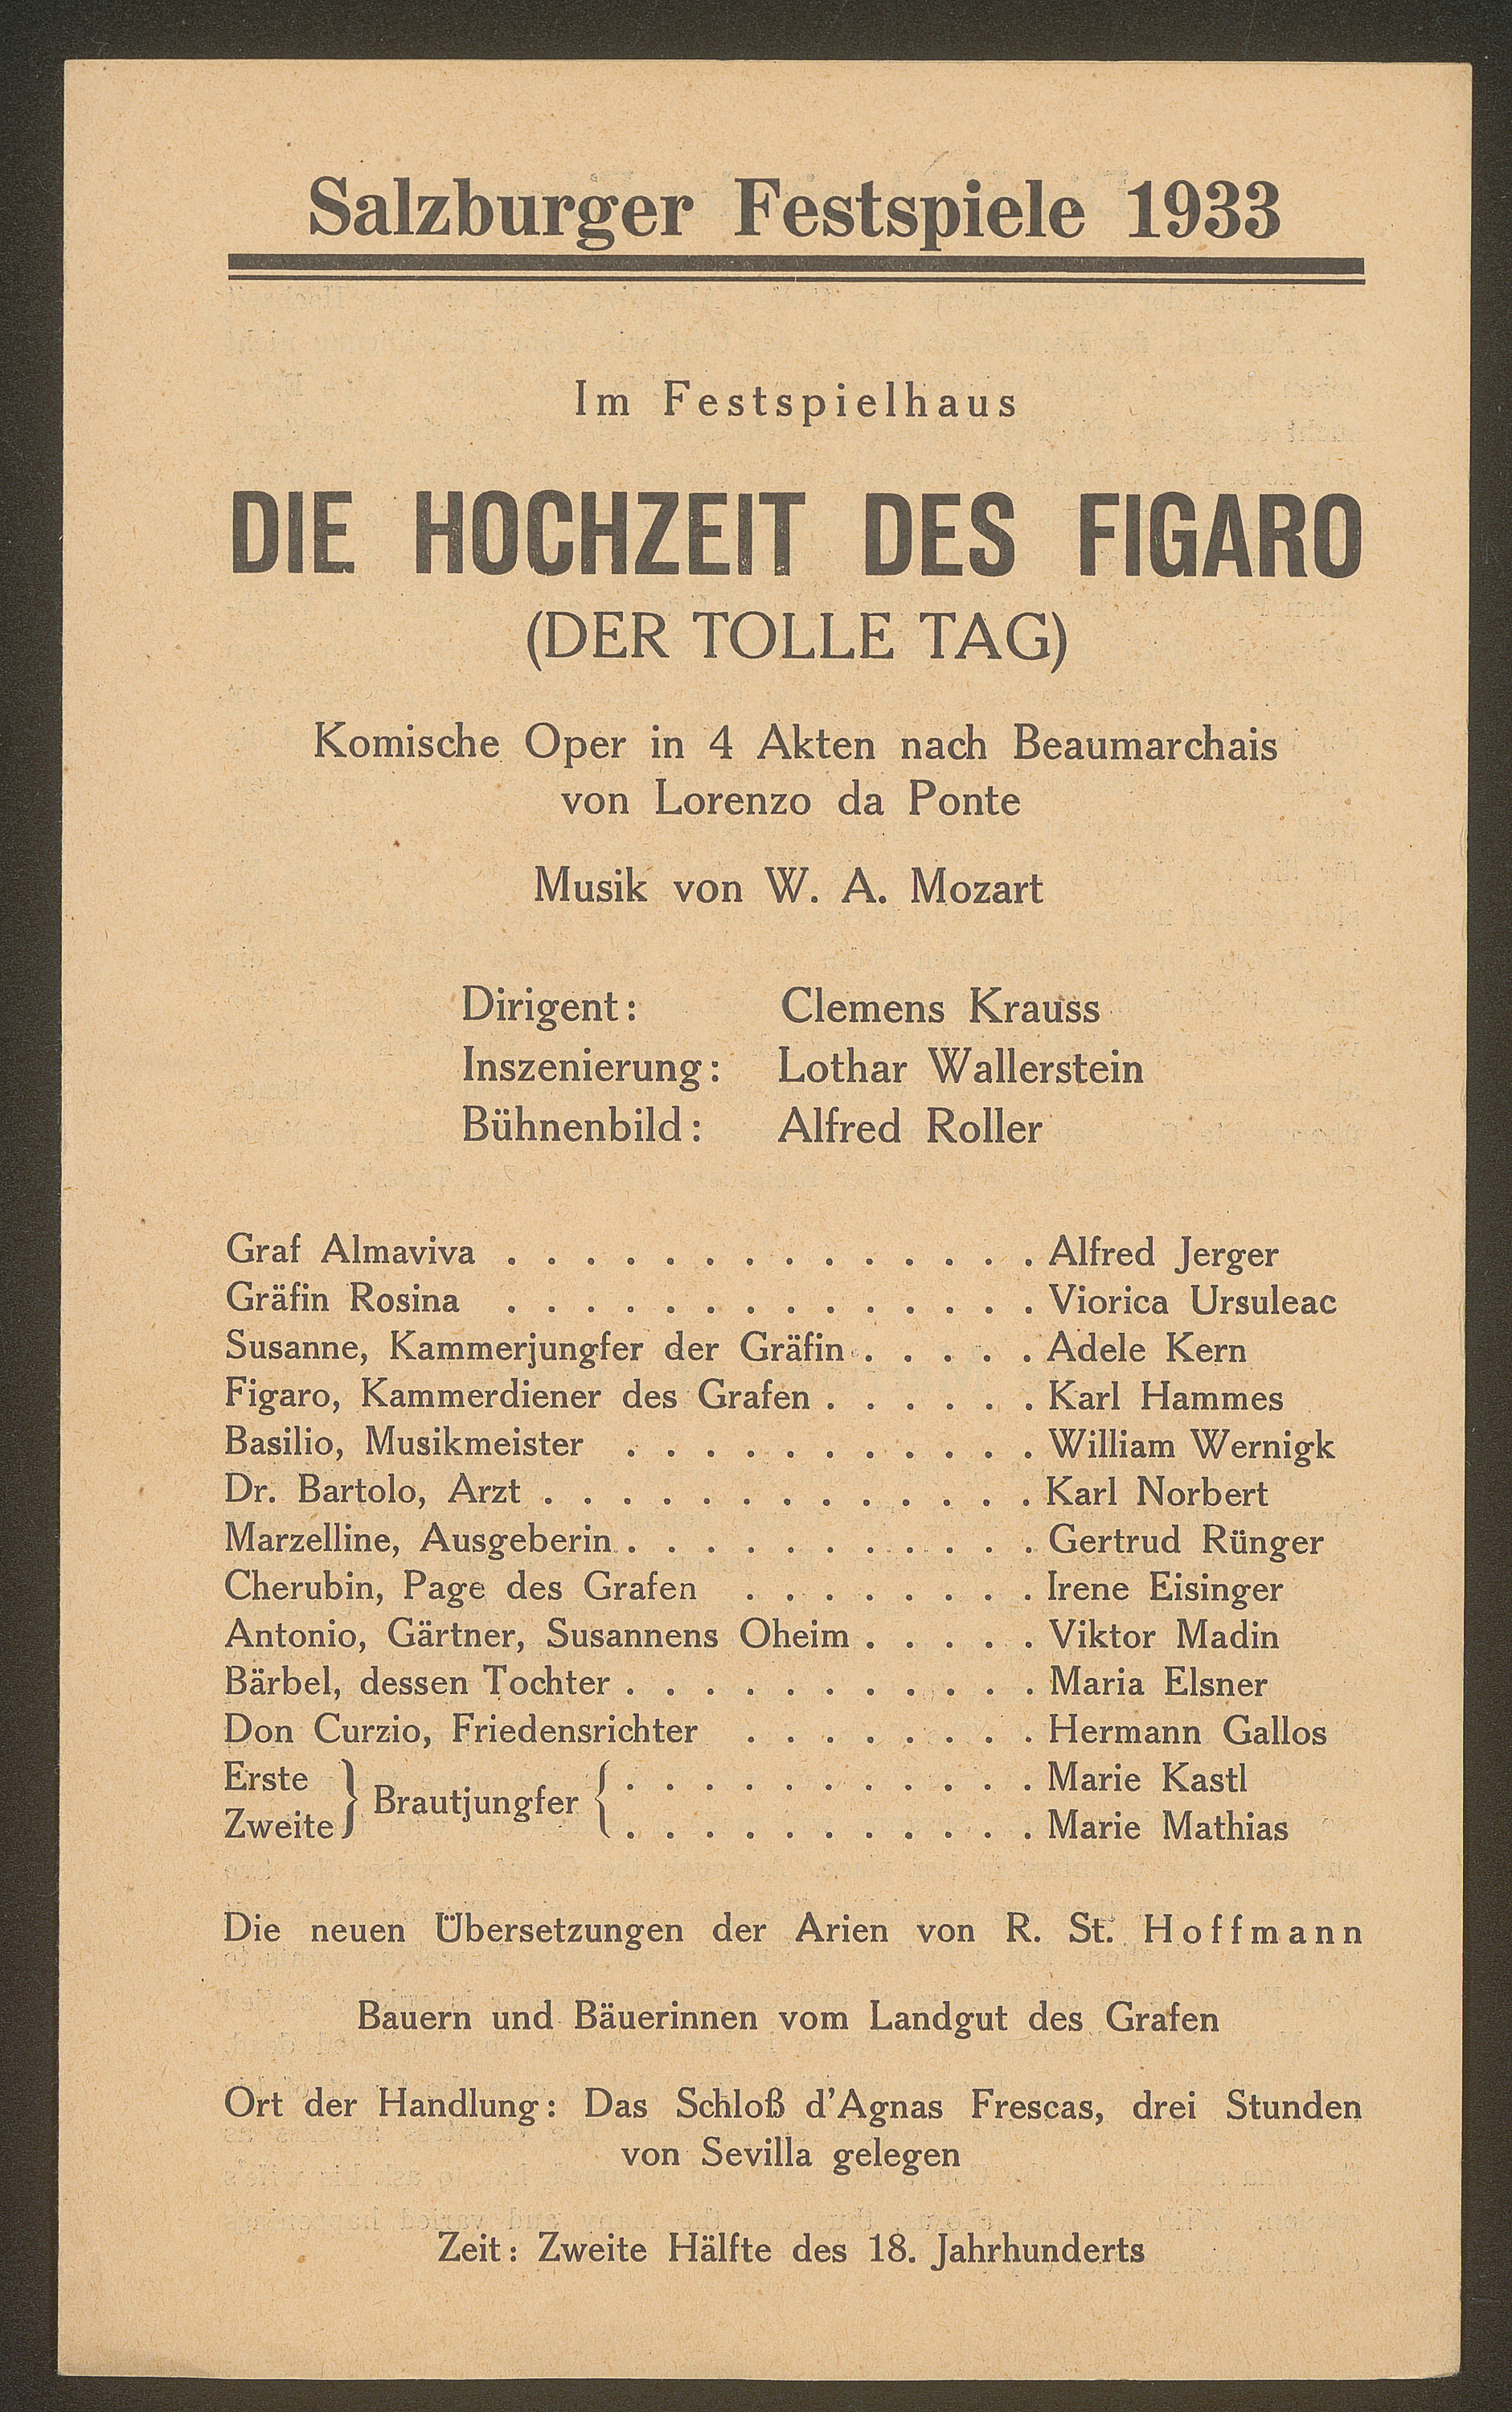 Salzburger Festspiele 1933
Im Festspielhaus
DIE HOCHZEIT DES FIGARO
(DER TOLLE TAG)
Komische Oper in 4 Akten nach Beaumarchais
von Lorenzo da Ponte
Musik von W. A. Mozart
Dirigent: Clemens Krauss
Inszenierung: Lothar Wallerstein
Bühnenbild: Alfred Roller
Graf Almaviva . . . . . . . . . . . . . . Alfred Jerger
Gräfin Rosina . . . . . . . . . . . . . . Viorica Ursuleac
Susanne, Kammerjungfer der Gräfin . . . . . Adele Kern
Figaro, Kammerdiener des Grafen . . . . . . Karl Hammes
Basilio, Musikmeister . . . . . . . . . . . William Wernigk
Dr. Bartolo, Arzt . . . . . . . . . . . . . Karl Norbert
Marzelline, Ausgeberin . . . . . . . . . . . Gertrud Rünger
Cherubin, Page des Grafen . . . . . . . . Irene Eisinger
Antonio, Gärtner, Susannens Oheim . . . . . Viktor Madin
Bärbel, dessen Tochter . . . . . . . . . . . Maria Elsner
Don Curzio, Friedensrichter . . . . . . . . Hermann Gallos
Erste } Brautjungfer { . . . . . . . . . . . Marie Kastl
Zweite } . . . . . . . . . . . Marie Mathias
Die neuen Übersetzungen der Arien von R. St. Hoffmann
Bauern und Bäuerinnen vom Landgut des Grafen
Ort der Handlung: Das Schloß d'Agnas Frescas, drei Stunden
von Sevilla gelegen
Zeit: Zweite Hälfte des 18. Jahrhunderts